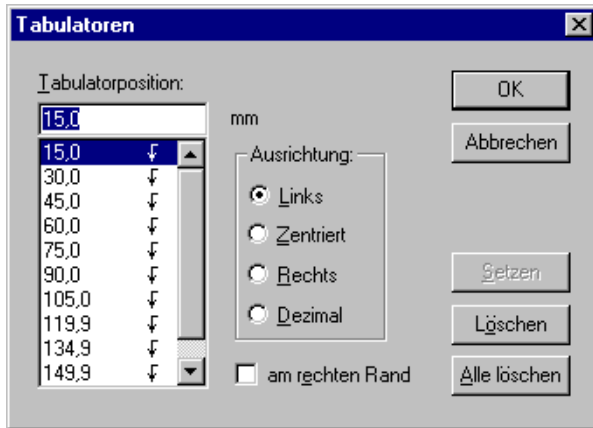 Tabulatoren
Tabulatorposition:
15,0
mm
15,0
30,0
45,0
60,0
75,0
90,0
105,0
119,9
134,9
149,9
Ausrichtung:
Links
Zentriert
Rechts
Dezimal
am rechten Rand
OK
Abbrechen
Setzen
Löschen
Alle löschen